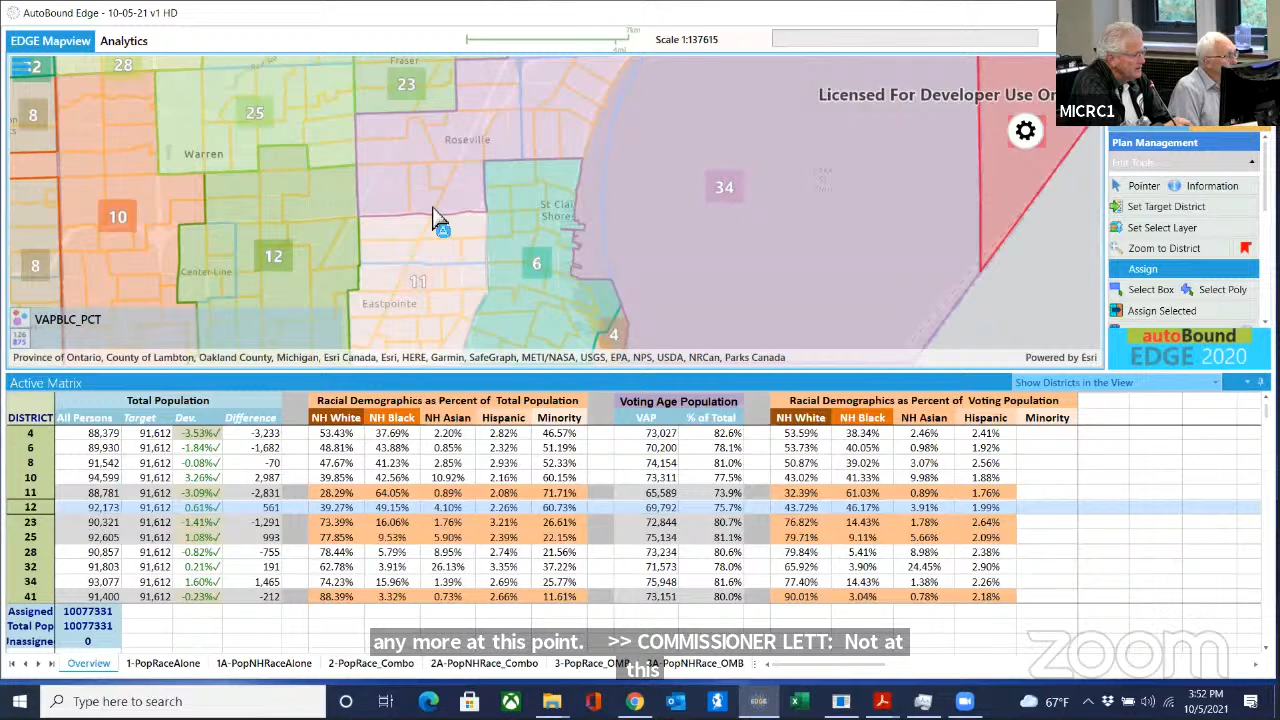 AutoBound Edge - 10-05-21 v1 HD
EDGE Mapview Analytics
7km
4mi
Scale 1:137615
Licensed For Developer Use On
MICRC1
28
Fraser
23
25
Warren
Roseville
8
10
12
Center Line
St Clai
Shores
6
34
11
Eastpointe
8
4
VAPBLC_PCT
Province of Ontario, County of Lambton, Oakland County, Michigan, Esri Canada, Esri, HERE, Garmin, SafeGraph, METI/NASA, USGS, EPA, NPS, USDA, NRCan, Parks Canada
Powered by Esri
Plan Management
Edit Tools
Pointer Information
Set Target District
Set Select Layer
Zoom to District
Assign
Select Box Select Poly
Assign Selected
autoBound
EDGE 2020
Active Matrix
Show Districts in the View
Total Population Racial Demographics as Percent of Total Population Voting Age Population Racial Demographics as Percent of Voting Population
DISTRICT All Persons Target Dev. Difference NH White NH Black NH Asian Hispanic Minority VAP % of Total NH White NH Black NH Asian Hispanic Minority
4 88,379 91,612 -3.53%✓ -3,233 53.43% 37.69% 2.20% 2.82% 46.57% 73,027 82.6% 53.59% 38.34% 2.46% 2.41%
6 89,930 91,612 -1.84%✓ -1,682 48.81% 43.88% 0.85% 2.32% 51.19% 70,200 78.1% 53.73% 40.05% 0.98% 1.92%
8 91,542 91,612 -0.08%✓ -70 47.67% 41.23% 2.85% 2.93% 52.33% 74,154 81.0% 50.87% 39.02% 3.07% 2.56%
10 94,599 91,612 3.26%✓ 2,987 39.85% 42.56% 10.92% 2.16% 60.15% 73,311 77.5% 43.02% 41.33% 9.98% 1.88%
11 88,781 91,612 -3.09%✓ -2,831 28.29% 64.05% 0.89% 2.08% 71.71% 65,589 73.9% 32.39% 61.03% 0.89% 1.76%
12 92,173 91,612 0.61%✓ 561 39.27% 49.15% 4.10% 2.26% 60.73% 69,792 75.7% 43.72% 46.17% 3.91% 1.99%
23 90,321 91,612 -1.41%✓ -1,291 73.39% 16.06% 1.76% 3.21% 26.61% 72,844 80.7% 76.82% 14.43% 1.78% 2.64%
25 92,605 91,612 1.08%✓ 993 77.85% 9.53% 5.90% 2.39% 22.15% 75,134 81.1% 79.71% 9.11% 5.66% 2.09%
28 90,857 91,612 -0.82%✓ -755 78.44% 5.79% 8.95% 2.74% 21.56% 73,234 80.6% 79.84% 5.41% 8.98% 2.38%
32 91,803 91,612 0.21%✓ 191 62.78% 3.91% 26.13% 3.35% 37.22% 71,573 78.0% 65.92% 3.90% 24.45% 2.90%
34 93,077 91,612 1.60%✓ 1,465 74.23% 15.96% 1.39% 2.69% 25.77% 75,948 81.6% 77.40% 14.43% 1.38% 2.26%
41 91,400 91,612 -0.23%✓ -212 88.39% 3.32% 0.73% 2.66% 11.61% 73,151 80.0% 90.01% 3.04% 0.78% 2.18%
Assigned 10077331
Total Pop 10077331
Unassigne 0
any more at this point. >> COMMISSIONER LETT: Not at
this
Overview 1-PopRaceAlone 1A-PopNHRaceAlone 2-PopRace_Combo 2A-PopNHRace_Combo 3-PopRace_OMB 3A-PopNHRace_OMB
zoom
Type here to search
EDGE
67°F
3:52 PM
10/5/2021